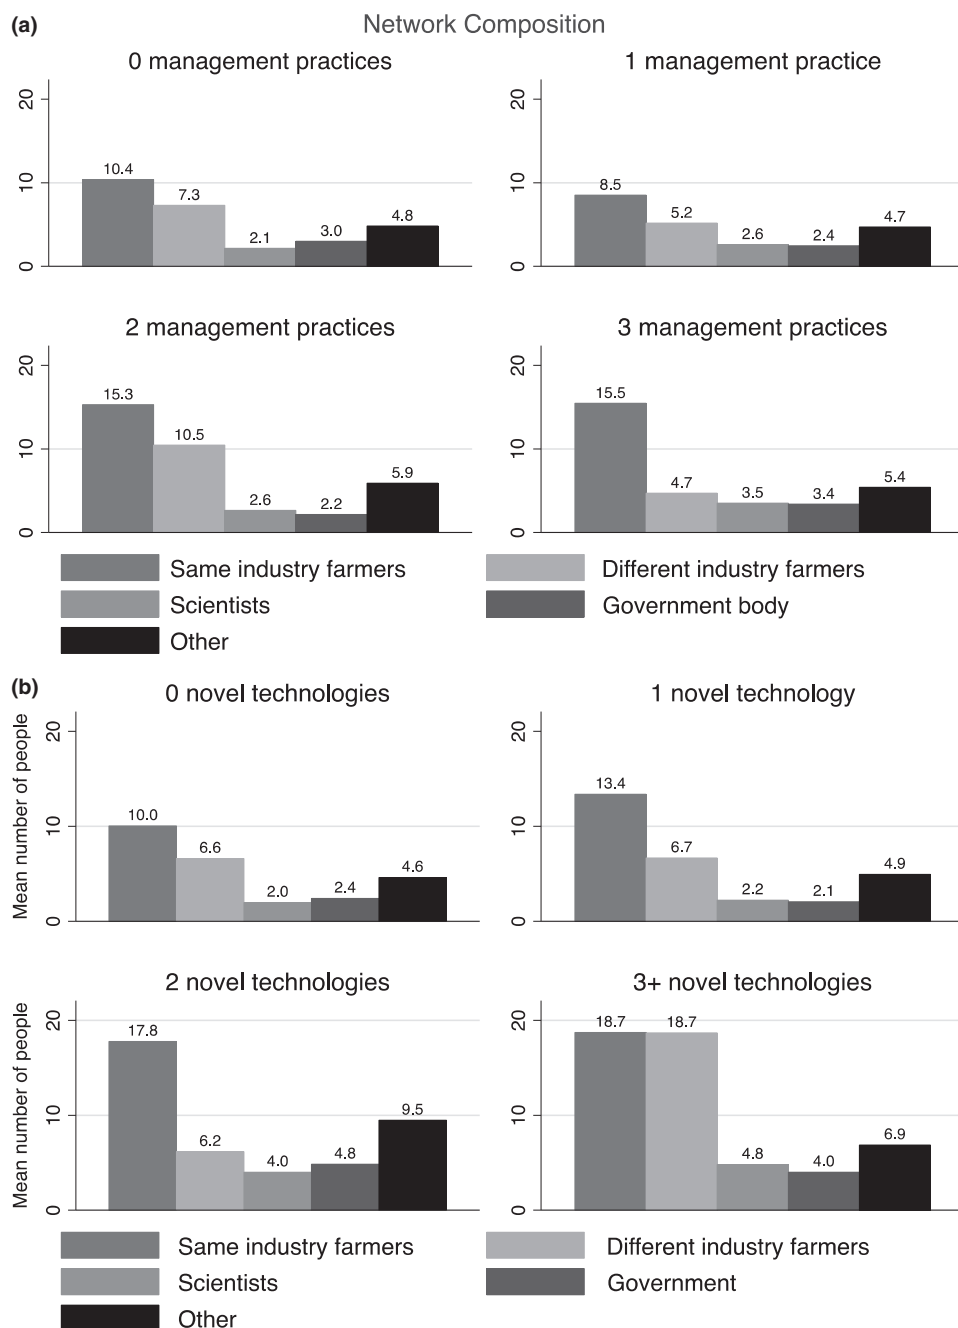 (a)
Network Composition
0 management practices
1 management practice
20
10
0
10.4
7.3
2.1
3.0
4.8
20
10
0
8.5
5.2
2.6
2.4
4.7
2 management practices
3 management practices
20
10
0
15.3
10.5
2.6
2.2
5.9
20
10
0
15.5
4.7
3.5
3.4
5.4
Same industry farmers
Different industry farmers
Scientists
Government body
Other
(b)
0 novel technologies
1 novel technology
Mean number of people
20
10
0
10.0
6.6
2.0
2.4
4.6
20
10
0
13.4
6.7
2.2
2.1
4.9
2 novel technologies
3+ novel technologies
Mean number of people
20
10
0
17.8
6.2
4.0
4.8
9.5
20
10
0
18.7
18.7
4.8
4.0
6.9
Same industry farmers
Different industry farmers
Scientists
Government
Other